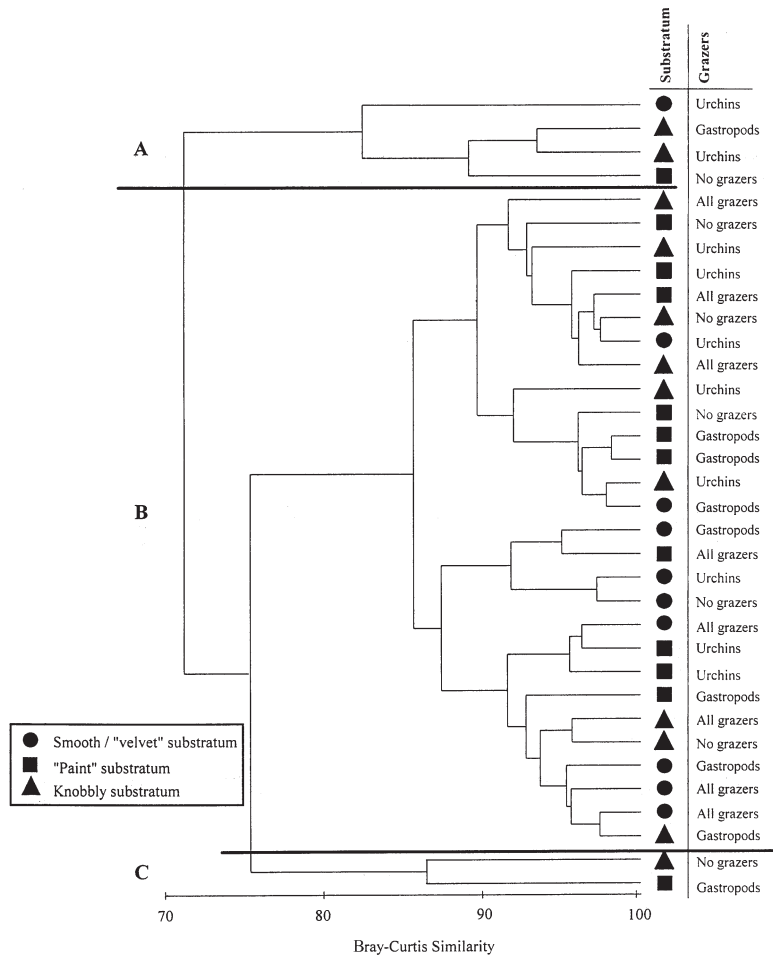 Substratum
Grazers
Urchins
Gastropods
A
Urchins
No grazers
All grazers
No grazers
Urchins
Urchins
All grazers
No grazers
Urchins
All grazers
Urchins
No grazers
Gastropods
Gastropods
Urchins
B
Gastropods
Gastropods
All grazers
Urchins
No grazers
All grazers
Urchins
Urchins
Gastropods
All grazers
No grazers
Gastropods
All grazers
All grazers
Gastropods
Smooth / "velvet" substratum
"Paint" substratum
Knobbly substratum
No grazers
C
Gastropods
70 80 90 100
Bray-Curtis Similarity